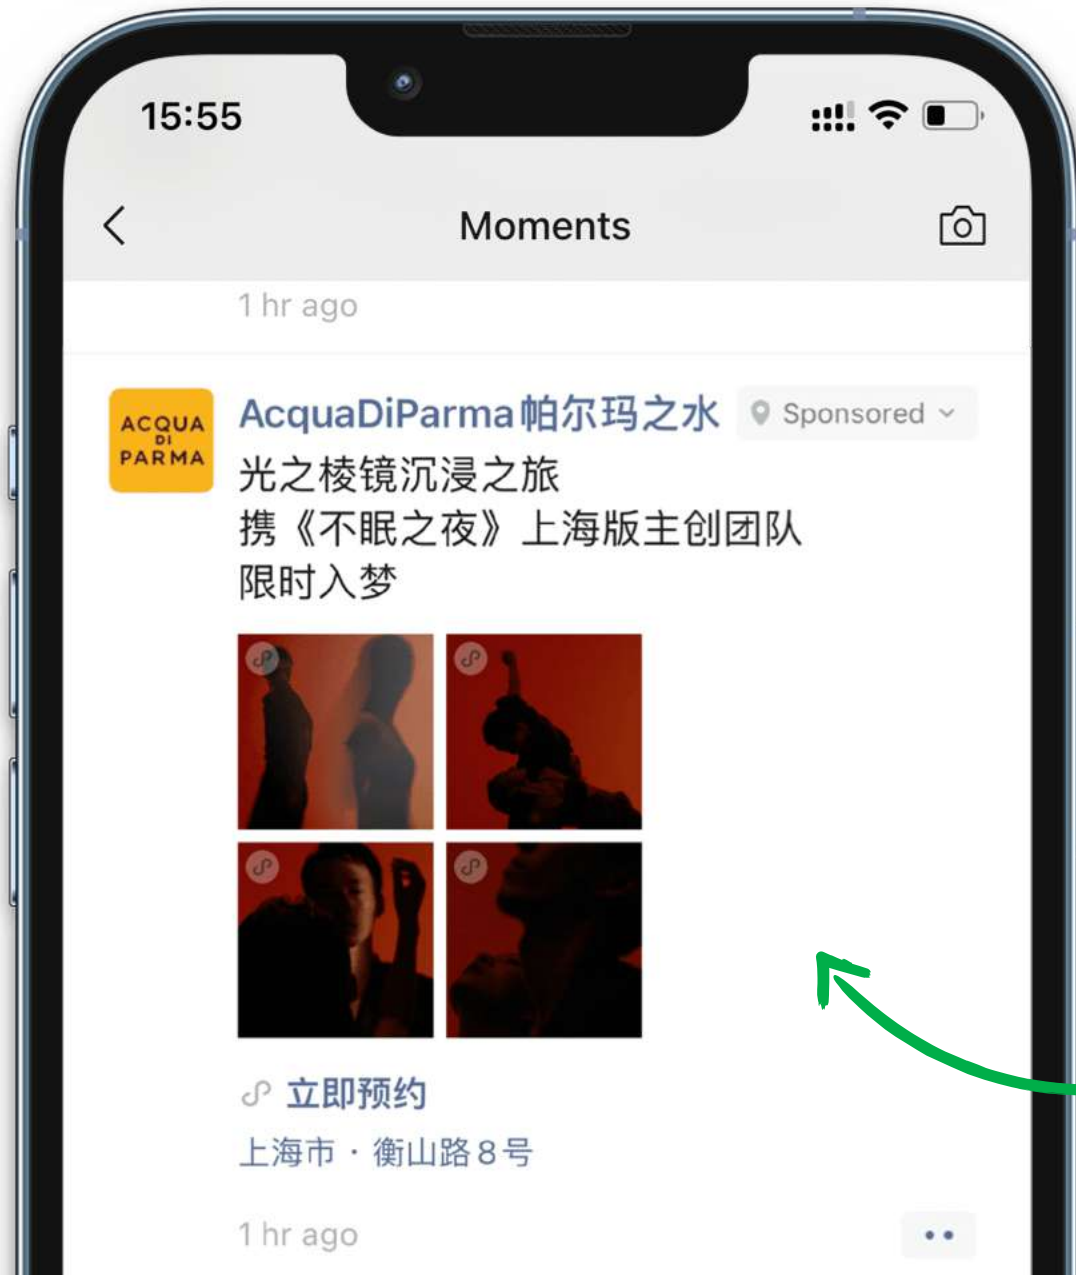 15:55
Moments
1 hr ago
ACQUA
DI
PARMA
AcquaDiParma帕尔玛之水
Sponsored
光之棱镜沉浸之旅
携《不眠之夜》上海版主创团队
限时入梦
立即预约
上海市 · 衡山路8号
1 hr ago